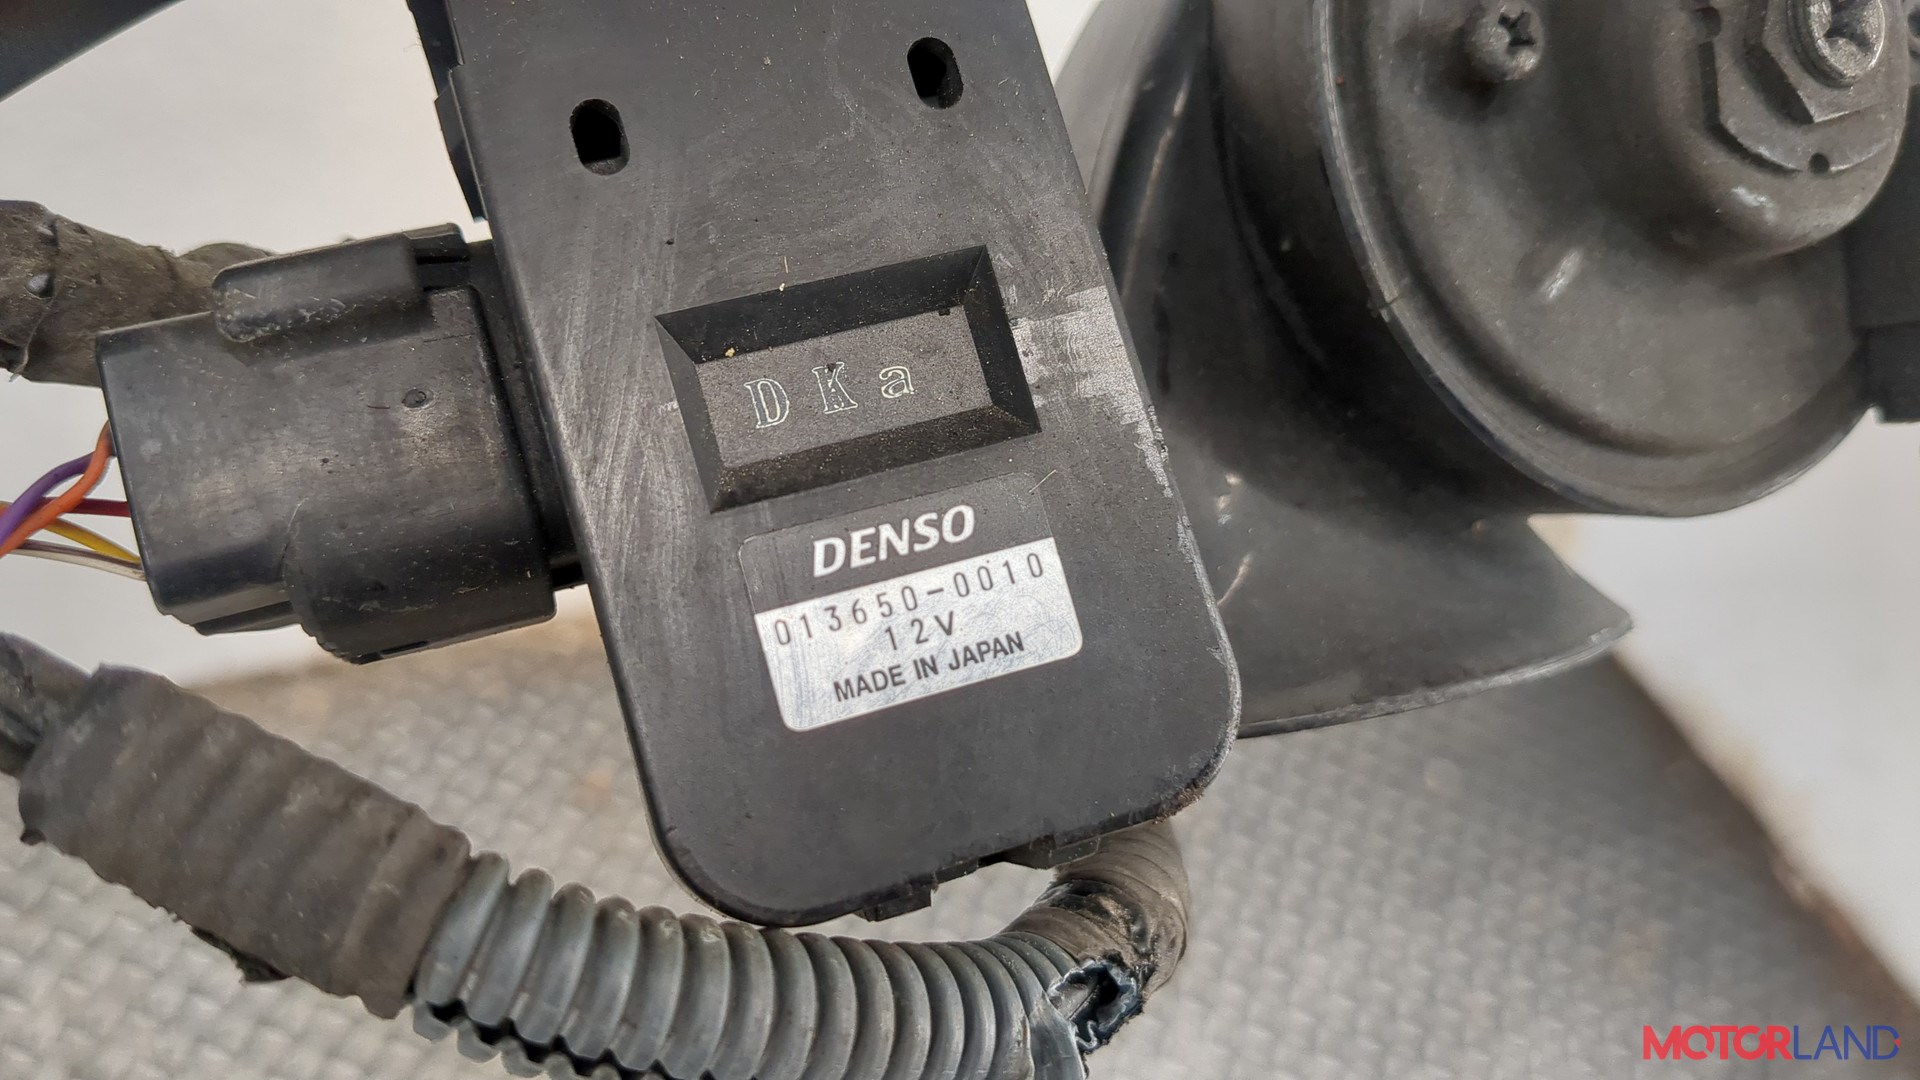 DKa
DENSO
013650-0010
12V
MADE IN JAPAN
MOTORLAND